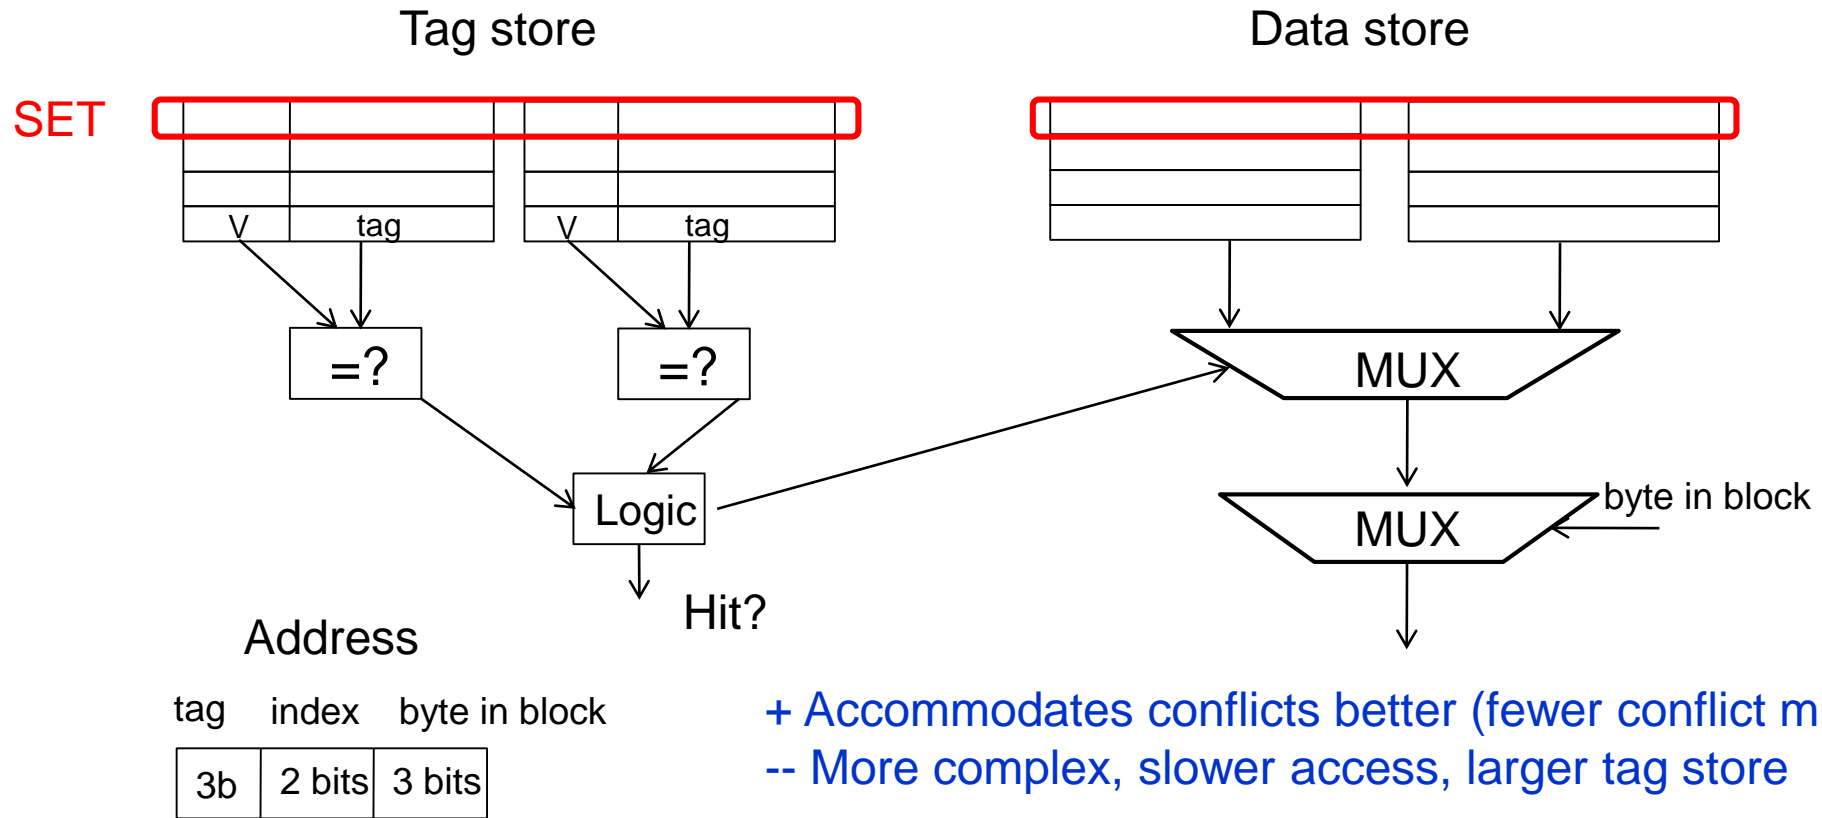 Tag store
Data store
SET
V
tag
V
tag
=?
=?
MUX
Logic
byte in block
MUX
Hit?
Address
tag index byte in block
3b 2 bits 3 bits
+ Accommodates conflicts better (fewer conflict m
-- More complex, slower access, larger tag store